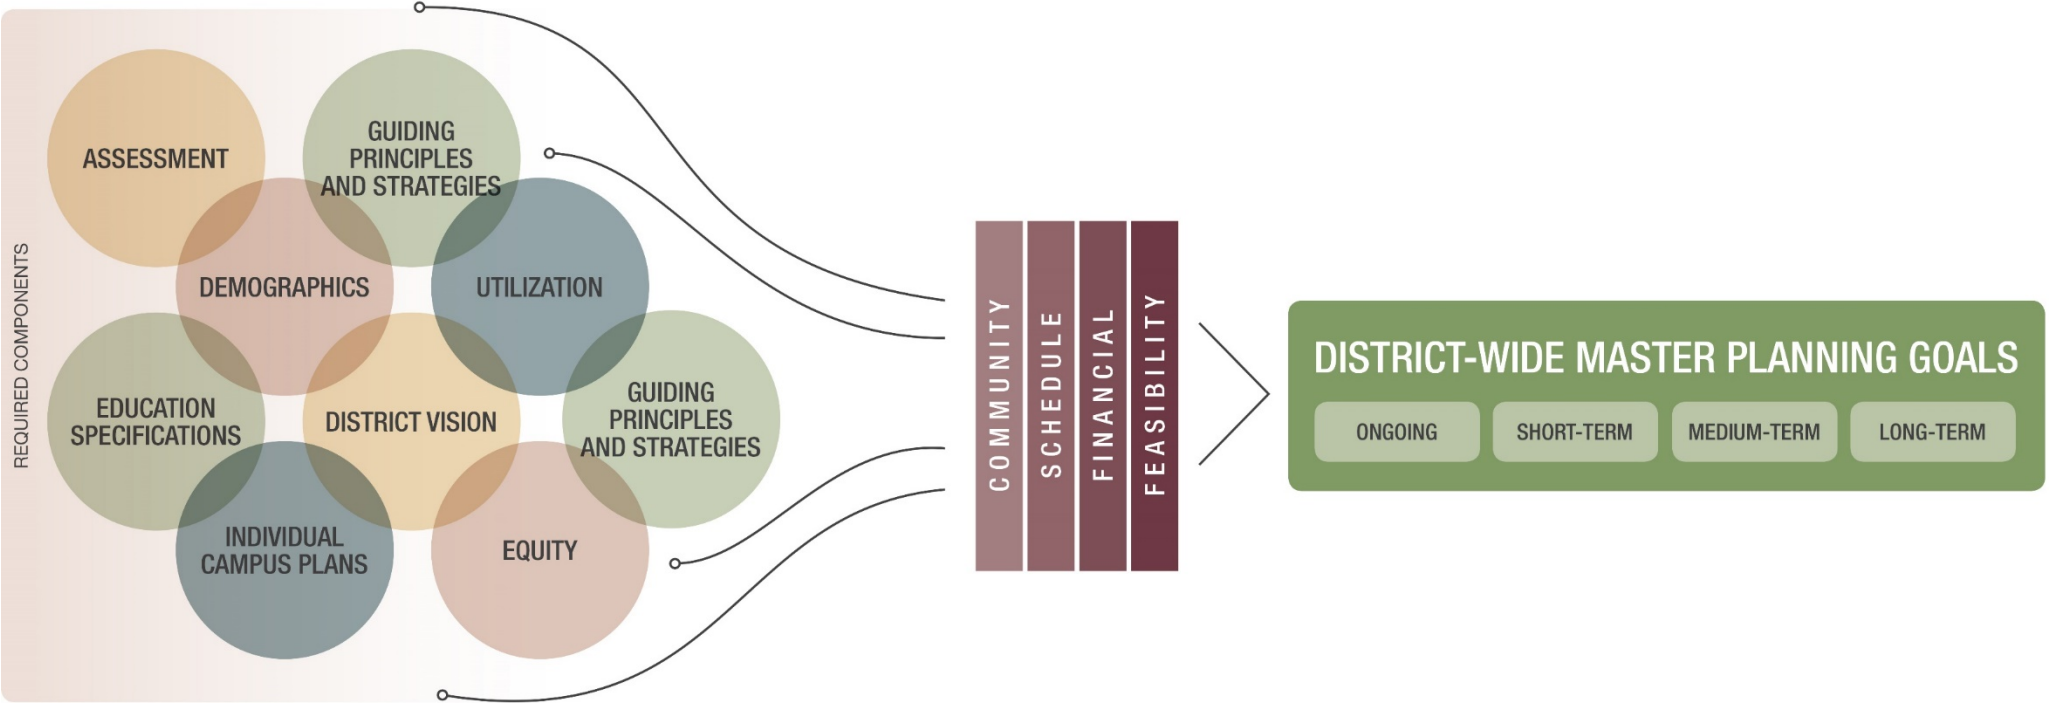 REQUIRED COMPONENTS
ASSESSMENT
GUIDING
PRINCIPLES
AND STRATEGIES
DEMOGRAPHICS
UTILIZATION
EDUCATION
SPECIFICATIONS
DISTRICT VISION
GUIDING
PRINCIPLES
AND STRATEGIES
INDIVIDUAL
CAMPUS PLANS
EQUITY
COMMUNITY
SCHEDULE
FINANCIAL
FEASIBILITY
DISTRICT-WIDE MASTER PLANNING GOALS
ONGOING
SHORT-TERM
MEDIUM-TERM
LONG-TERM